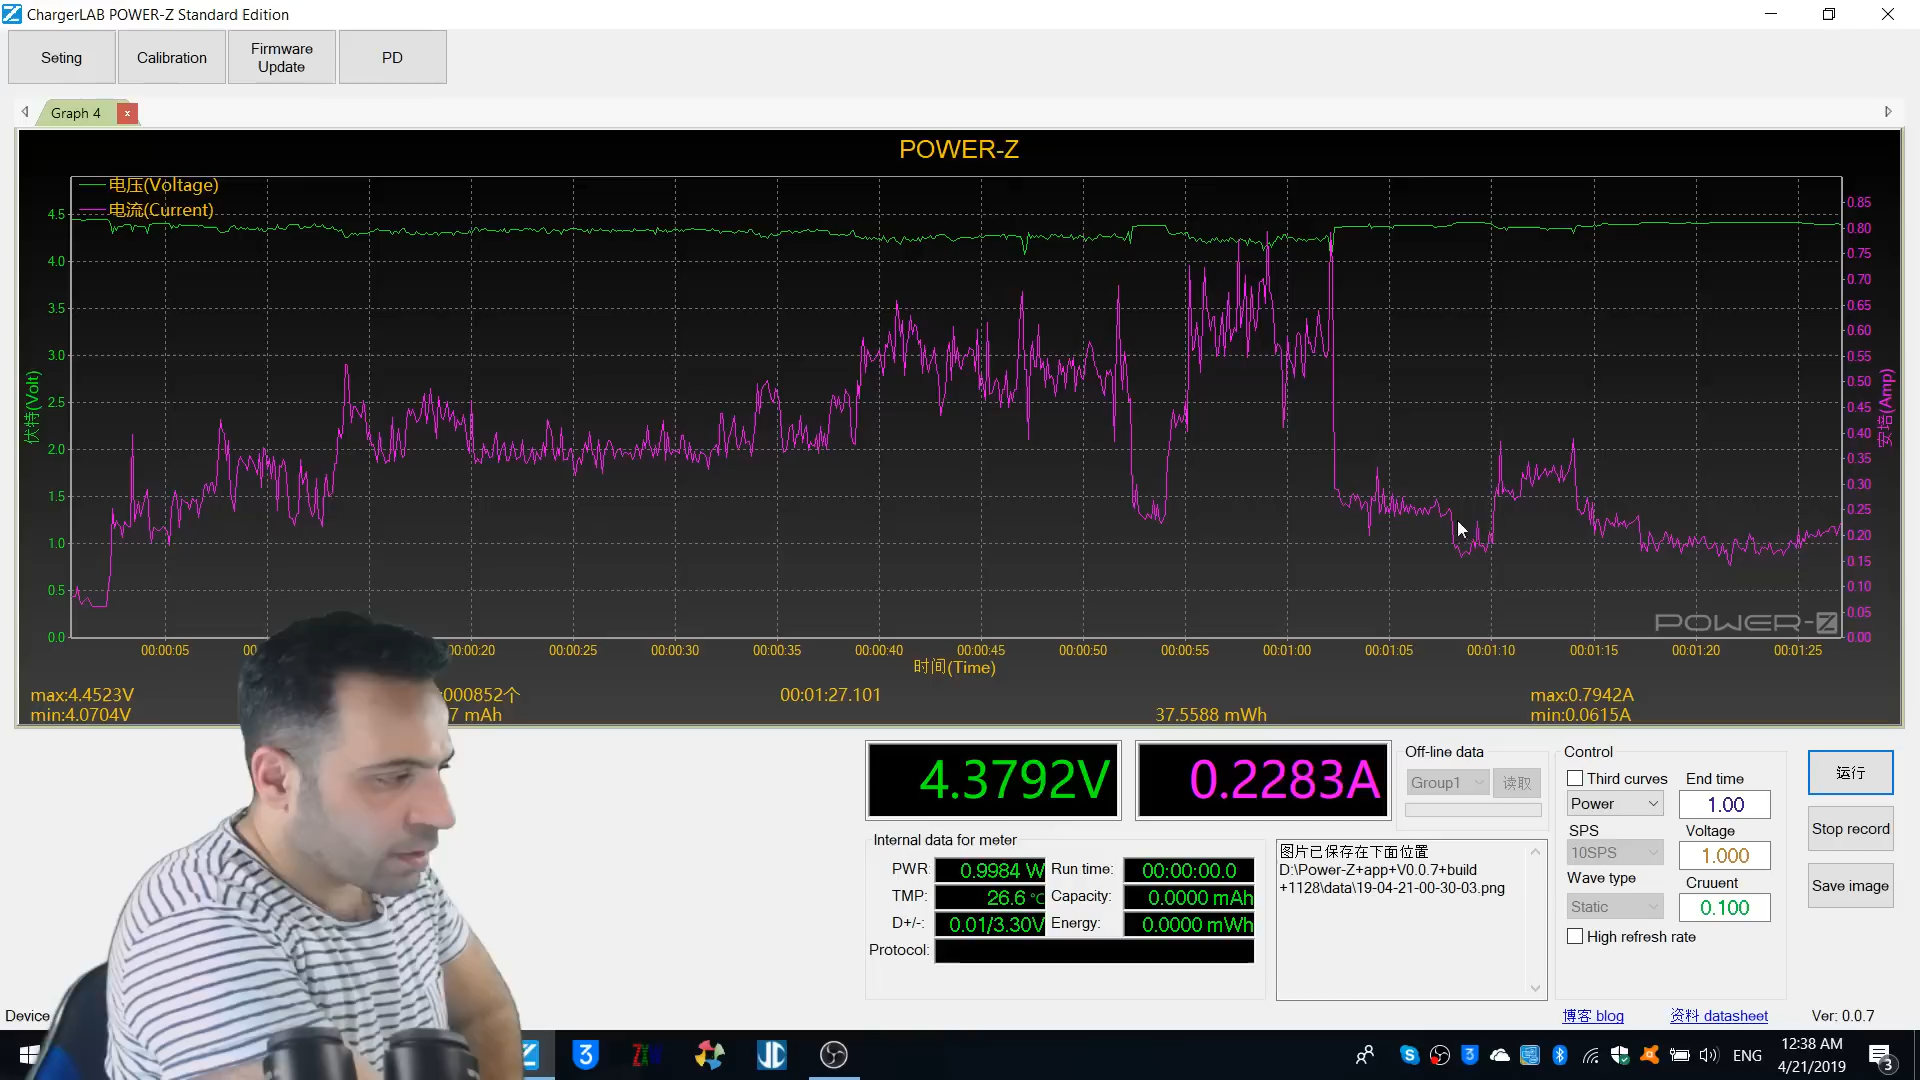 ChargerLAB POWER-Z Standard Edition
Seting
Calibration
Firmware
Update
PD
Graph 4
x
POWER-Z
电压(Voltage)
电流(Current)
4.5
4.0
3.5
3.0
2.5
2.0
1.5
1.0
0.5
0.0
伏特(Volt)
0.85
0.80
0.75
0.70
0.65
0.60
0.55
0.50
0.45
0.40
0.35
0.30
0.25
0.20
0.15
0.10
0.05
0.00
安培(Amp)
POWER-Z
00:00:05
00:00:20
00:00:25
00:00:30
00:00:35
00:00:40
00:00:45
00:00:50
00:00:55
00:01:00
00:01:05
00:01:10
00:01:15
00:01:20
00:01:25
时间(Time)
max:4.4523V
min:4.0704V
:000852个
7 mAh
00:01:27.101
37.5588 mWh
max:0.7942A
min:0.0615A
4.3792V
0.2283A
Internal data for meter
PWR: 0.9984 W Run time: 00:00:00.0
TMP: 26.6 °C Capacity: 0.0000 mAh
D+/-: 0.01/3.30V Energy: 0.0000 mWh
Protocol:
Off-line data
Group1
读取
图片已保存在下面位置
D:\Power-Z+app+V0.0.7+build
+1128\data\19-04-21-00-30-03.png
Control
Third curves
End time
Power
1.00
SPS
Voltage
10SPS
1.000
Wave type
Cruuent
Static
0.100
High refresh rate
运行
Stop record
Save image
Device
博客 blog
资料 datasheet
Ver: 0.0.7
ENG
12:38 AM
4/21/2019
3